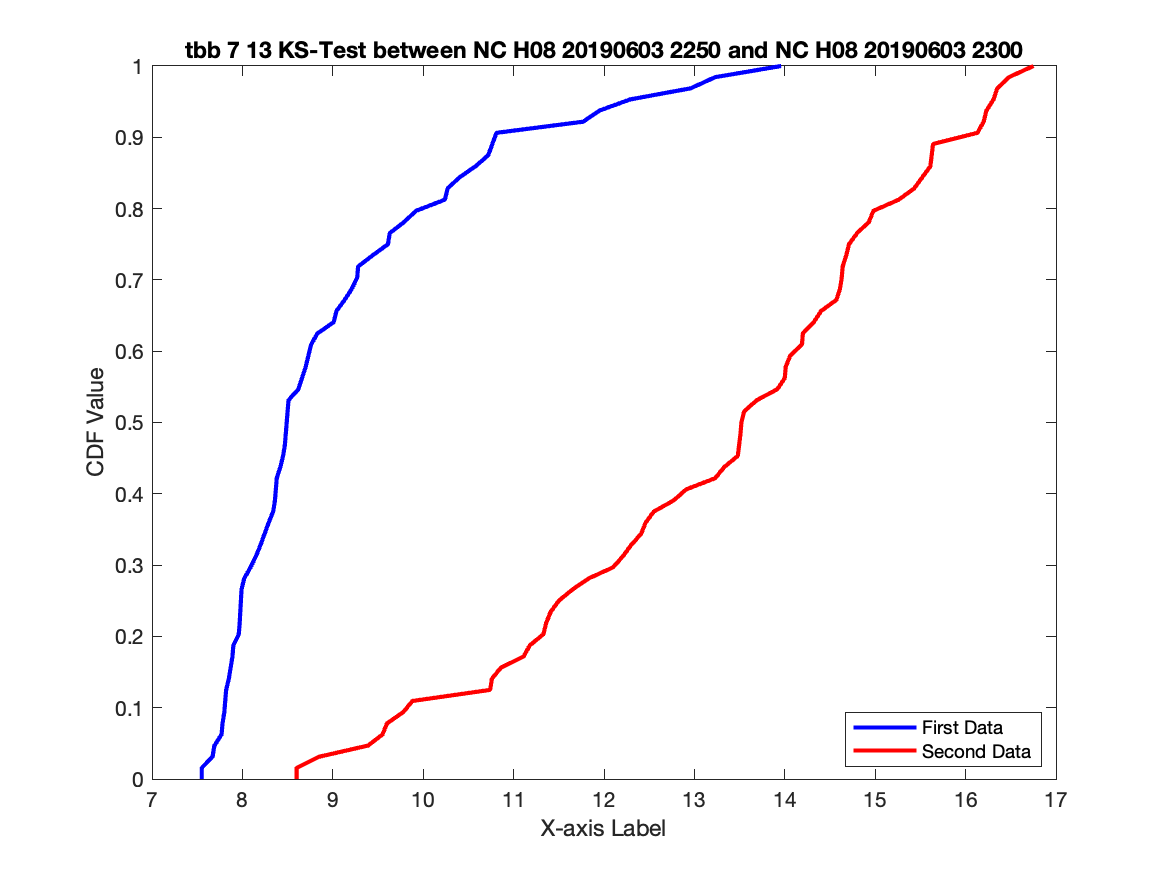 tbb 7 13 KS-Test between NC H08 20190603 2250 and NC H08 20190603 2300
1
0.9
0.8
0.7
0.6
0.5
0.4
0.3
0.2
0.1
0
CDF Value
First Data
Second Data
7 8 9 10 11 12 13 14 15 16 17
X-axis Label